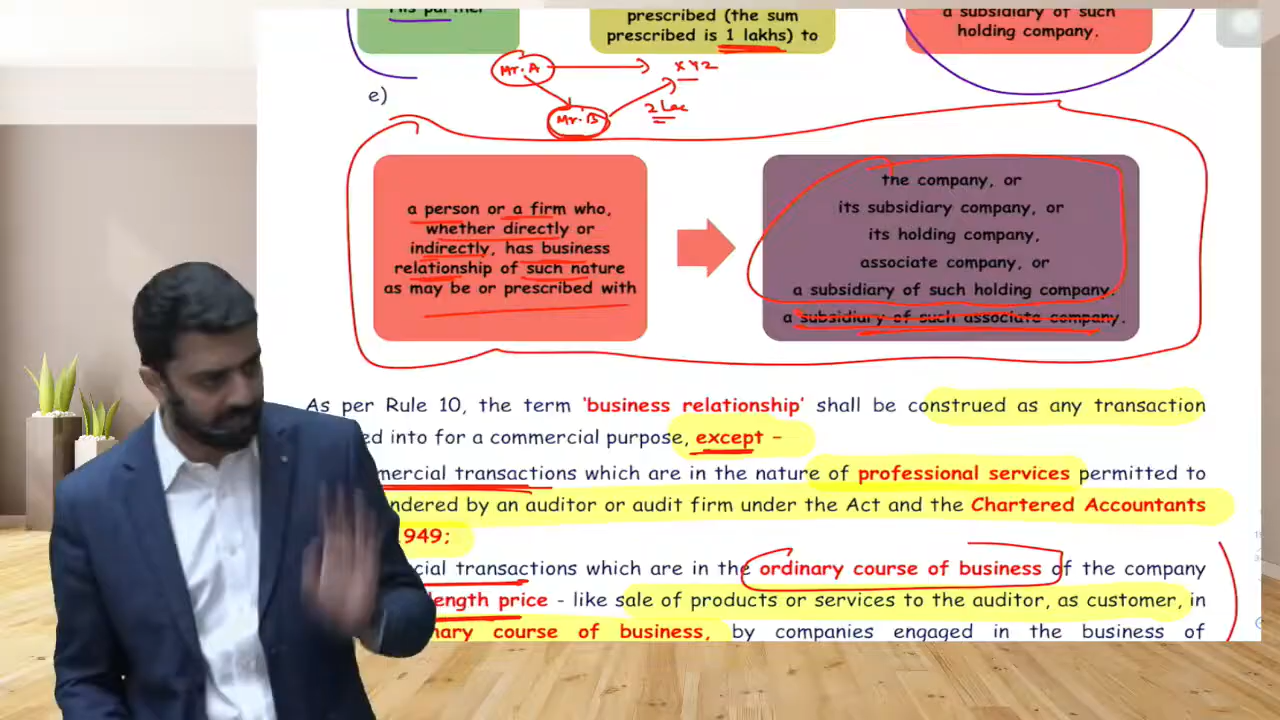 His partner
prescribed (the sum
prescribed is 1 lakhs) to
a subsidiary of such
holding company.
Mr. A
XYZ
e)
Mr. B
2 Lac
a person or a firm who,
whether directly or
indirectly, has business
relationship of such nature
as may be or prescribed with
the company, or
its subsidiary company, or
its holding company,
associate company, or
a subsidiary of such holding company.
a subsidiary of such associate company.
As per Rule 10, the term 'business relationship' shall be construed as any transaction
ed into for a commercial purpose, except –
mercial transactions which are in the nature of professional services permitted to
ndered by an auditor or audit firm under the Act and the Chartered Accountants
1949;
cial transactions which are in the ordinary course of business of the company
length price - like sale of products or services to the auditor, as customer, in
nary course of business, by companies engaged in the business of